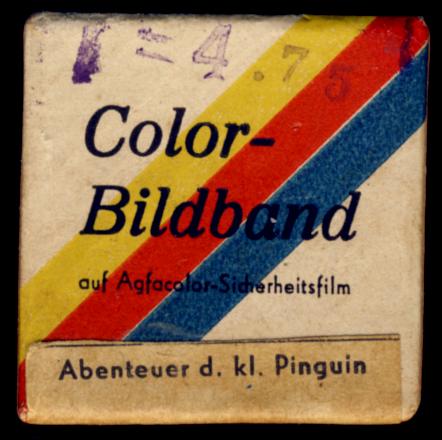 = 4.75
Color-
Bildband
auf Agfacolor-Sicherheitsfilm
Abenteuer d. kl. Pinguin